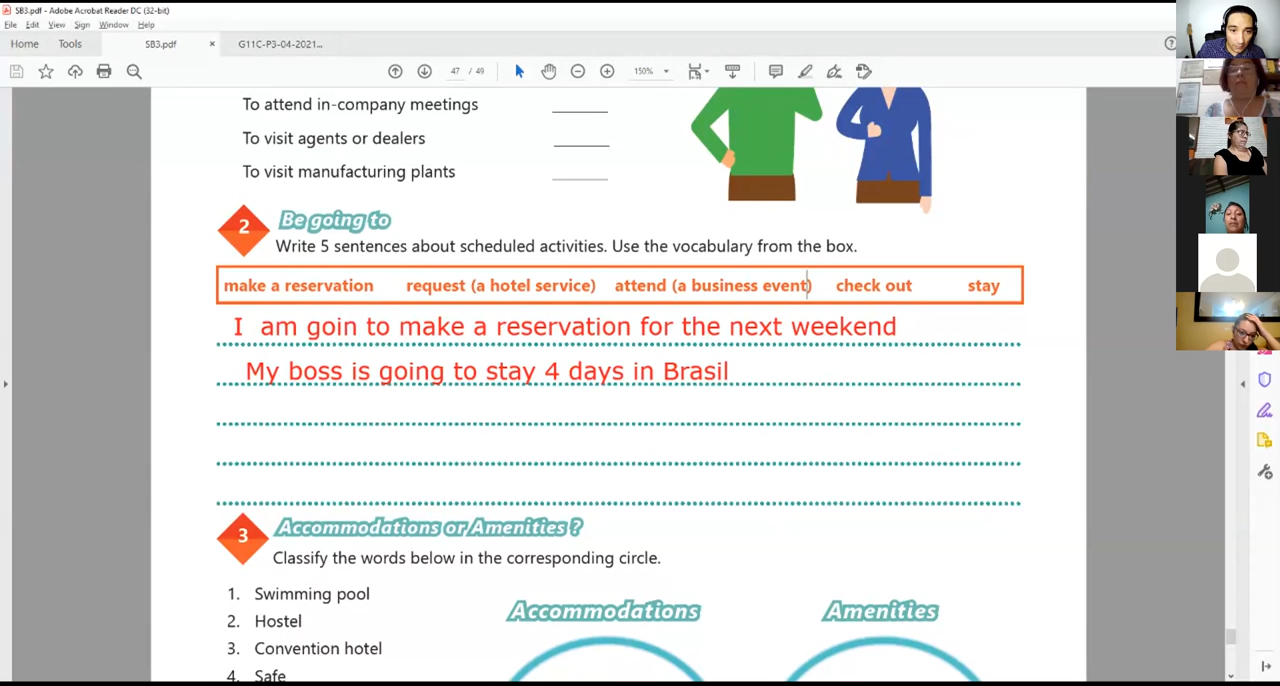 SB3.pdf - Adobe Acrobat Reader DC (32-bit)
File Edit View Sign Window Help
Home Tools SB3.pdf × G11C-P3-04-2021...
47 / 49 150%
To attend in-company meetings
To visit agents or dealers
To visit manufacturing plants
2 Be going to
Write 5 sentences about scheduled activities. Use the vocabulary from the box.
make a reservation request (a hotel service) attend (a business event) check out stay
I am goin to make a reservation for the next weekend
My boss is going to stay 4 days in Brasil
3 Accommodations or Amenities ?
Classify the words below in the corresponding circle.
1. Swimming pool
2. Hostel
3. Convention hotel
4. Safe
Accommodations Amenities